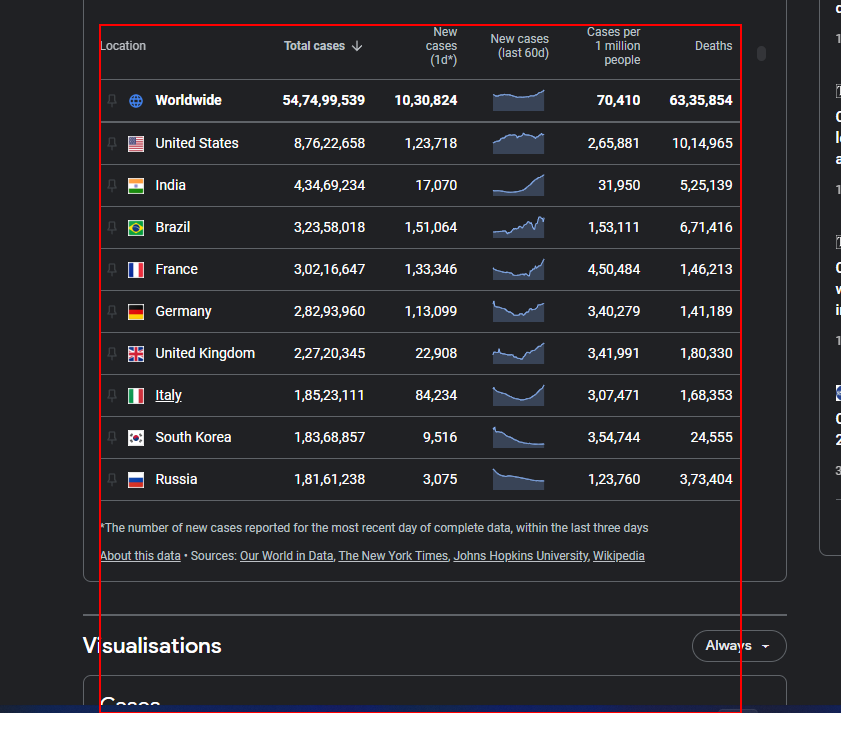 Location Total cases New cases (1d*) New cases (last 60d) Cases per 1 million people Deaths
Worldwide 54,74,99,539 10,30,824 70,410 63,35,854
United States 8,76,22,658 1,23,718 2,65,881 10,14,965
India 4,34,69,234 17,070 31,950 5,25,139
Brazil 3,23,58,018 1,51,064 1,53,111 6,71,416
France 3,02,16,647 1,33,346 4,50,484 1,46,213
Germany 2,82,93,960 1,13,099 3,40,279 1,41,189
United Kingdom 2,27,20,345 22,908 3,41,991 1,80,330
Italy 1,85,23,111 84,234 3,07,471 1,68,353
South Korea 1,83,68,857 9,516 3,54,744 24,555
Russia 1,81,61,238 3,075 1,23,760 3,73,404
*The number of new cases reported for the most recent day of complete data, within the last three days
About this data • Sources: Our World in Data, The New York Times, Johns Hopkins University, Wikipedia
Visualisations Always
Cases